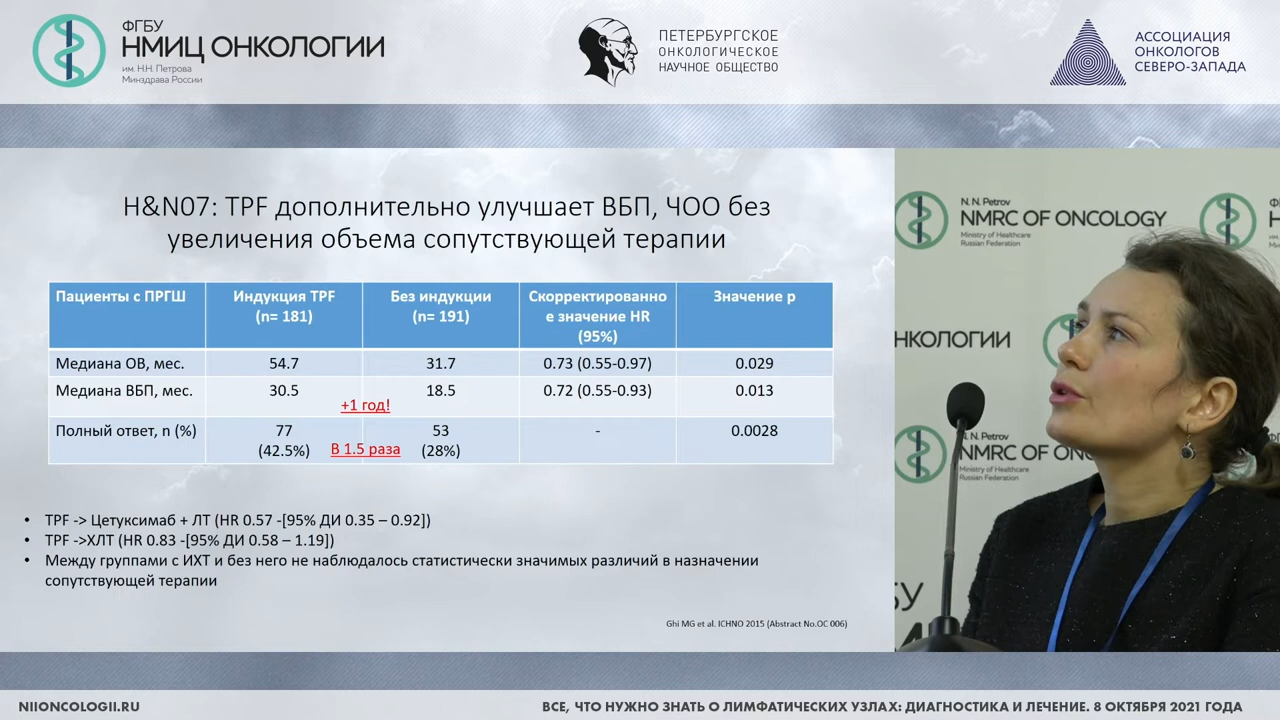 ФГБУ
НМИЦ ОНКОЛОГИИ
им. Н.Н. Петрова
Минздрава России
ПЕТЕРБУРГСКОЕ
ОНКОЛОГИЧЕСКОЕ
НАУЧНОЕ ОБЩЕСТВО
АССОЦИАЦИЯ
ОНКОЛОГОВ
СЕВЕРО-ЗАПАДА
H&N07: TPF дополнительно улучшает ВБП, ЧОО без
увеличения объема сопутствующей терапии
Пациенты с ПРГШ
Индукция TPF
(n= 181)
Без индукции
(n= 191)
Скорректированно
е значение HR
(95%)
Значение p
Медиана ОВ, мес.
54.7
31.7
0.73 (0.55-0.97)
0.029
Медиана ВБП, мес.
30.5
18.5
0.72 (0.55-0.93)
0.013
+1 год!
Полный ответ, n (%)
77
(42.5%)
В 1.5 раза
53
(28%)
-
0.0028
• TPF -> Цетуксимаб + ЛТ (HR 0.57 -[95% ДИ 0.35 – 0.92])
• TPF ->ХЛТ (HR 0.83 -[95% ДИ 0.58 – 1.19])
• Между группами с ИХТ и без него не наблюдалось статистически значимых различий в назначении
сопутствующей терапии
Ghi MG et al. ICHNO 2015 (Abstract No.OC 006)
N. N. Petrov
NMRC OF ONCOLOGY
Ministry of Healthcare
Russian Federation
НКОЛОГИИ
N. N. Petrov
NMRC OF ON
Ministry of Healthcare
Russian Federation
NIIONCOLOGII.RU
ВСЕ, ЧТО НУЖНО ЗНАТЬ О ЛИМФАТИЧЕСКИХ УЗЛАХ: ДИАГНОСТИКА И ЛЕЧЕНИЕ. 8 ОКТЯБРЯ 2021 ГОДА